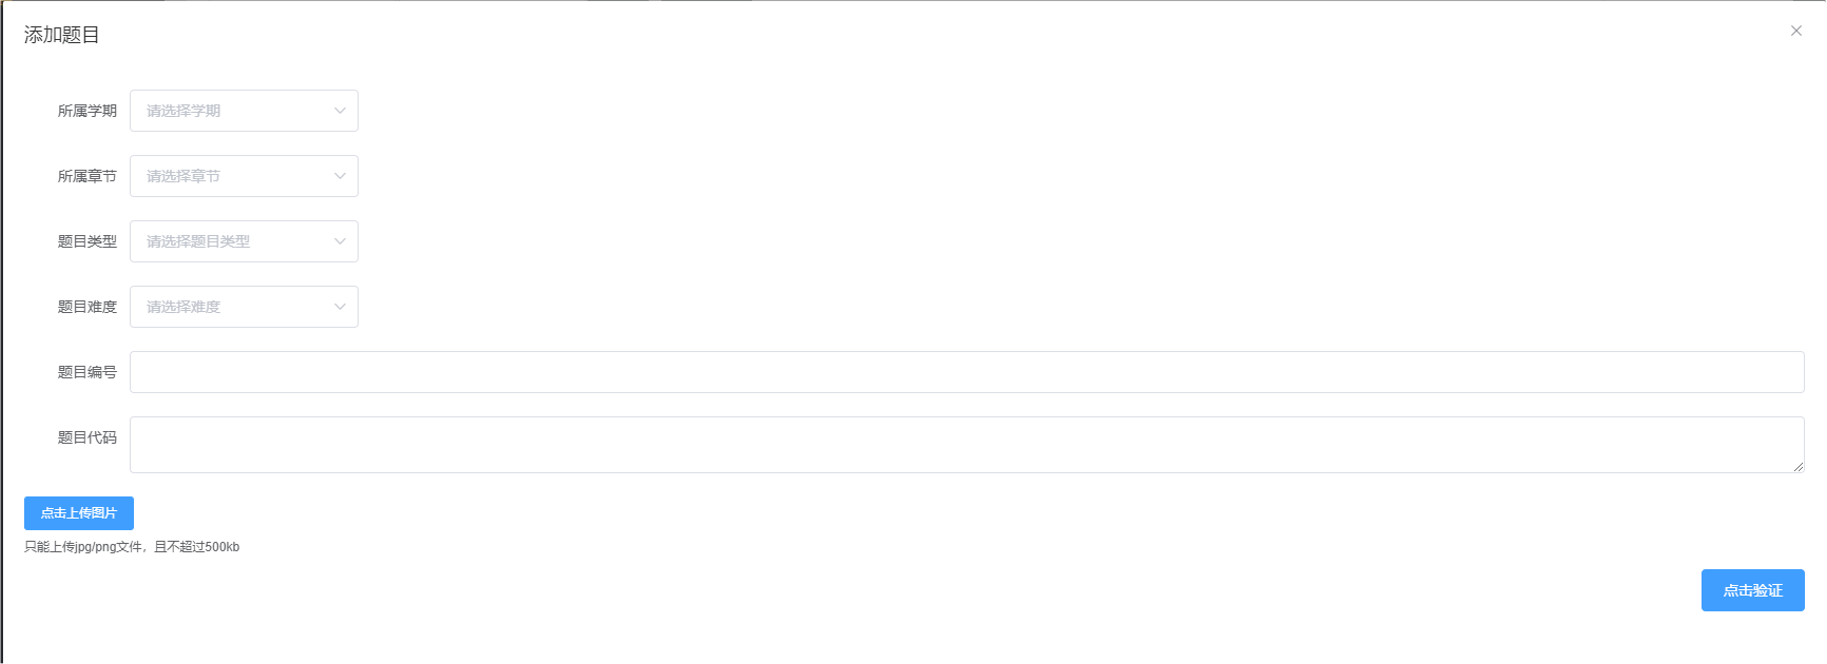 添加题目
所属学期 请选择学期
所属章节 请选择章节
题目类型 请选择题目类型
题目难度 请选择难度
题目编号
题目代码
点击上传图片
只能上传jpg/png文件，且不超过500kb
点击验证